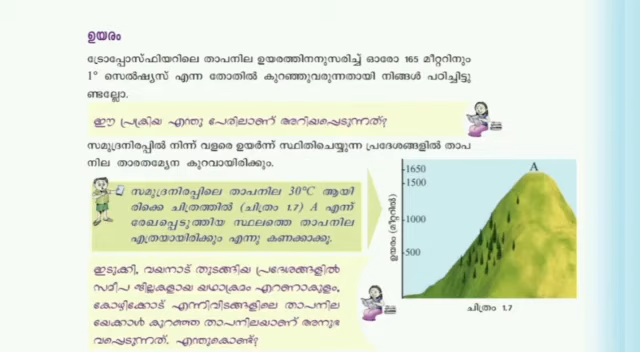 ഉയരം
ട്രോപ്പോസ്ഫിയറിലെ താപനില ഉയരത്തിനനുസരിച്ച് ഓരോ 165 മീറ്ററിനും
1° സെൽഷ്യസ് എന്ന തോതിൽ കുറഞ്ഞുവരുന്നതായി നിങ്ങൾ പഠിച്ചിട്ടു
ണ്ടല്ലോ.
ഈ പ്രക്രിയ എന്തു പേരിലാണ് അറിയപ്പെടുന്നത്?
സമുദ്രനിരപ്പിൽ നിന്ന് വളരെ ഉയർന്ന് സ്ഥിതിചെയ്യുന്ന പ്രദേശങ്ങളിൽ താപ
നില താരതമ്യേന കുറവായിരിക്കും.
സമുദ്രനിരപ്പിലെ താപനില 30°C ആയി
രിക്കെ ചിത്രത്തിൽ (ചിത്രം 1.7) A എന്ന്
രേഖപ്പെടുത്തിയ സ്ഥലത്തെ താപനില
എത്രയായിരിക്കും എന്നു കണക്കാക്കൂ.
ഇടുക്കി, വയനാട് തുടങ്ങിയ പ്രദേശങ്ങളിൽ
സമീപ ജില്ലകളായ യഥാക്രമം എറണാകുളം,
കോഴിക്കോട് എന്നിവിടങ്ങളിലെ താപനില
യേക്കാൾ കുറഞ്ഞ താപനിലയാണ് അനുഭ
വപ്പെടുന്നത്. എന്തുകൊണ്ട്?
A
1650
1500
1000
500
ഉയരം (മീറ്ററിൽ)
ചിത്രം 1.7